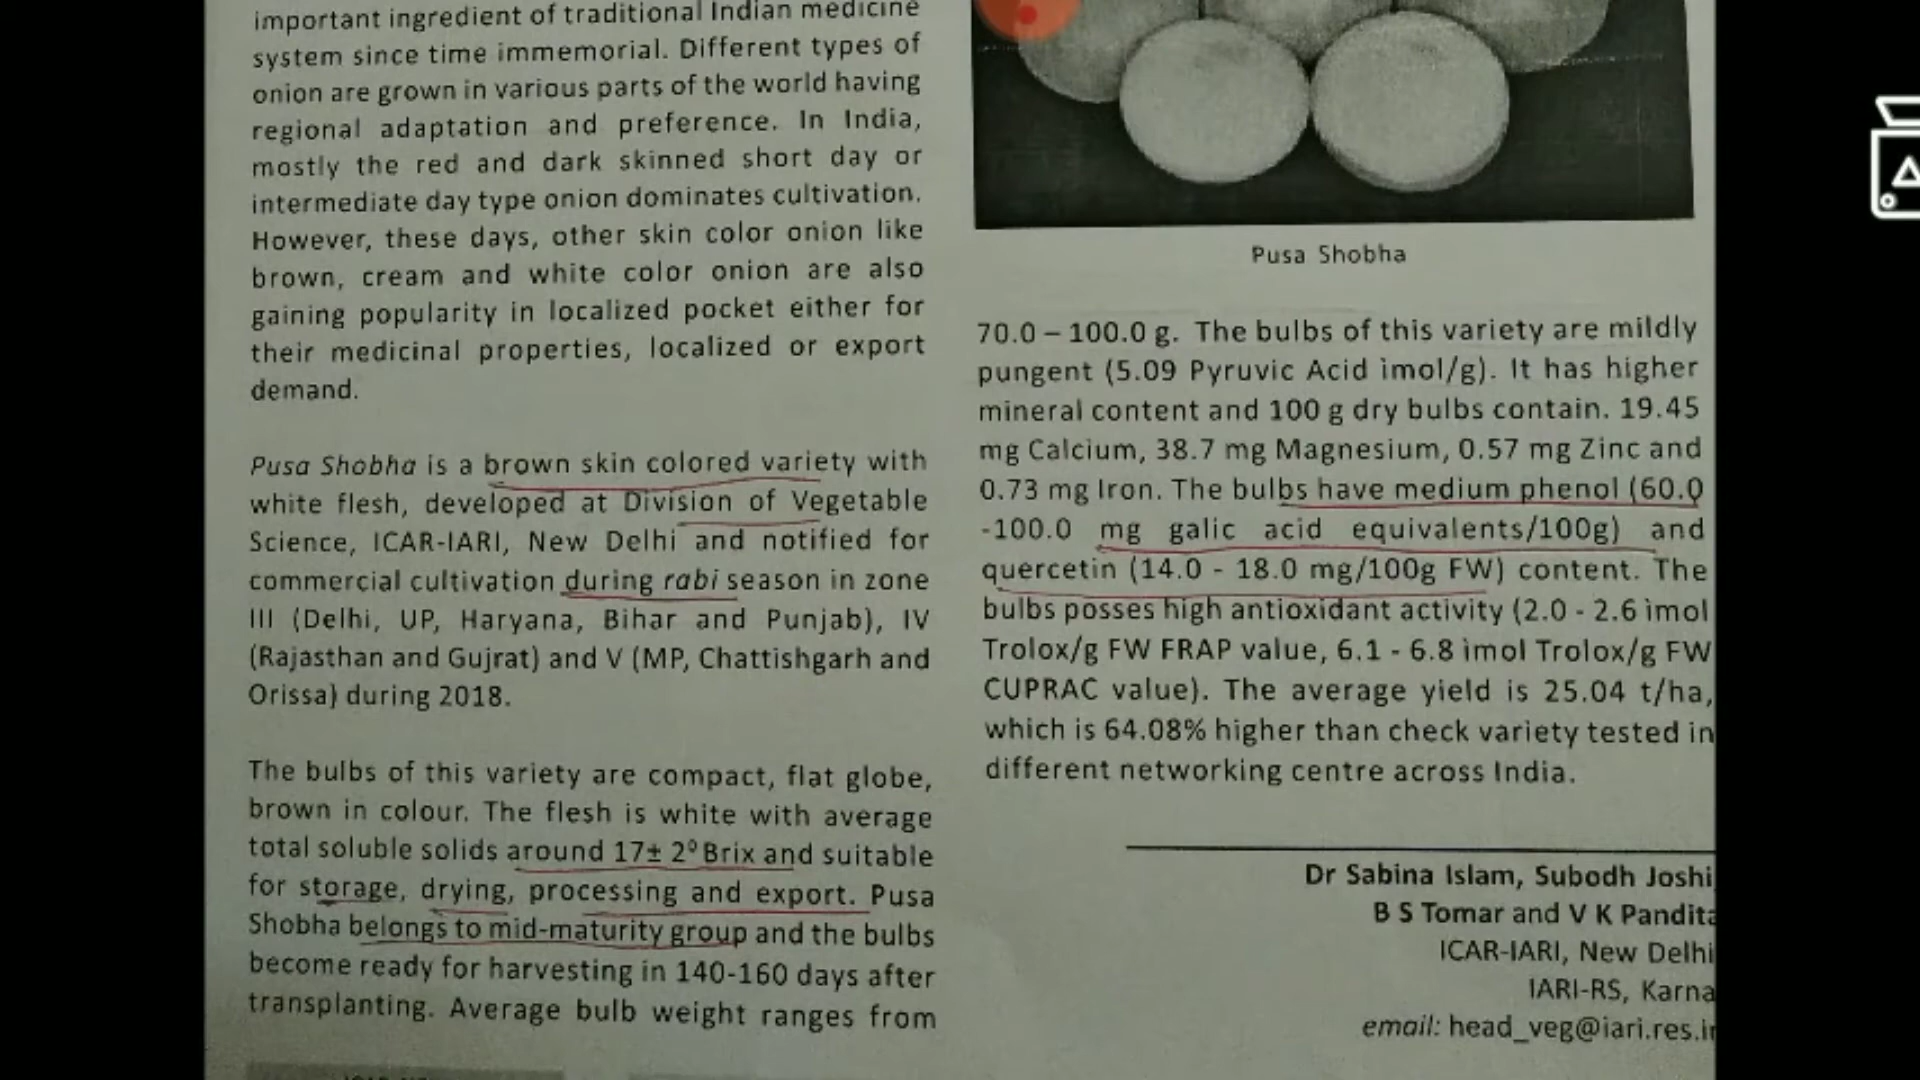 important ingredient of traditional Indian medicine
system since time immemorial. Different types of
onion are grown in various parts of the world having
regional adaptation and preference. In India,
mostly the red and dark skinned short day or
intermediate day type onion dominates cultivation.
However, these days, other skin color onion like
brown, cream and white color onion are also
gaining popularity in localized pocket either for
their medicinal properties, localized or export
demand.
Pusa Shobha is a brown skin colored variety with
white flesh, developed at Division of Vegetable
Science, ICAR-IARI, New Delhi and notified for
commercial cultivation during rabi season in zone
III (Delhi, UP, Haryana, Bihar and Punjab), IV
(Rajasthan and Gujrat) and V (MP, Chattishgarh and
Orissa) during 2018.
The bulbs of this variety are compact, flat globe,
brown in colour. The flesh is white with average
total soluble solids around 17± 2⁰ Brix and suitable
for storage, drying, processing and export. Pusa
Shobha belongs to mid-maturity group and the bulbs
become ready for harvesting in 140-160 days after
transplanting. Average bulb weight ranges from
Pusa Shobha
70.0 – 100.0 g. The bulbs of this variety are mildly
pungent (5.09 Pyruvic Acid ìmol/g). It has higher
mineral content and 100 g dry bulbs contain. 19.45
mg Calcium, 38.7 mg Magnesium, 0.57 mg Zinc and
0.73 mg Iron. The bulbs have medium phenol (60.0
-100.0 mg galic acid equivalents/100g) and
quercetin (14.0 - 18.0 mg/100g FW) content. The
bulbs posses high antioxidant activity (2.0 - 2.6 ìmol
Trolox/g FW FRAP value, 6.1 - 6.8 ìmol Trolox/g FW
CUPRAC value). The average yield is 25.04 t/ha,
which is 64.08% higher than check variety tested in
different networking centre across India.
Dr Sabina Islam, Subodh Joshi
B S Tomar and V K Pandita
ICAR-IARI, New Delhi
IARI-RS, Karna
email: head_veg@iari.res.in